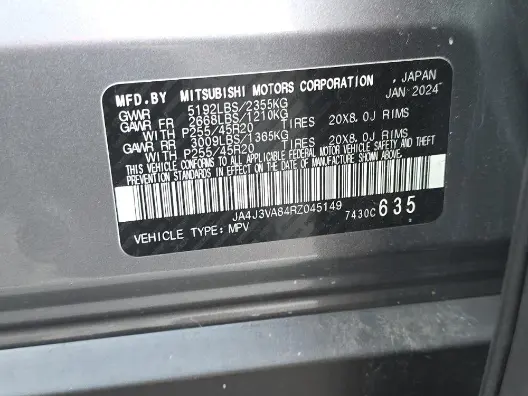 MFD.BY MITSUBISHI MOTORS CORPORATION, JAPAN
GVWR 5192LBS/2355KG JAN 2024
GAWR FR 2668LBS/1210KG
WITH P255/45R20 TIRES 20X8.0J RIMS
GAWR RR 3009LBS/1365KG
WITH P255/45R20 TIRES 20X8.0J RIMS
THIS VEHICLE CONFORMS TO ALL APPLICABLE FEDERAL MOTOR VEHICLE SAFETY AND THEFT
PREVENTION STANDARDS IN EFFECT ON THE DATE OF MANUFACTURE SHOWN ABOVE.
JA4J3VA84RZ045149
7430C635
VEHICLE TYPE: MPV